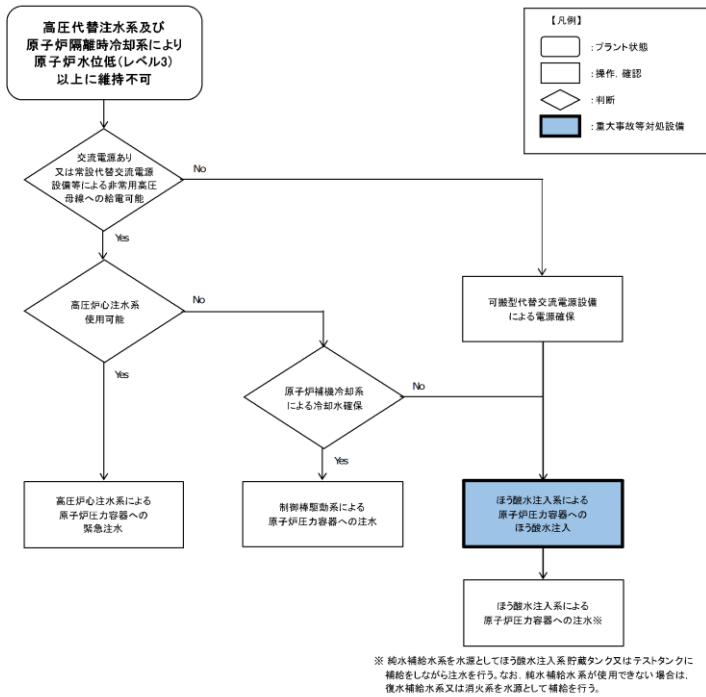 高圧代替注水系及び
原子炉隔離時冷却系により
原子炉水位低(レベル3)
以上に維持不可
【凡例】
：プラント状態
：操作，確認
：判断
：重大事故等対処設備
交流電源あり
又は常設代替交流電源
設備等による非常用高圧
母線への給電可能
No
Yes
高圧炉心注水系
使用可能
No
Yes
可搬型代替交流電源設備
による電源確保
原子炉補機冷却系
による冷却水確保
No
Yes
高圧炉心注水系による
原子炉圧力容器への
緊急注水
制御棒駆動系による
原子炉圧力容器への注水
ほう酸水注入系による
原子炉圧力容器への
ほう酸水注入
ほう酸水注入系による
原子炉圧力容器への注水※
※ 純水補給水系を水源としてほう酸水注入系貯蔵タンク又はテストタンクに
補給をしながら注水を行う。なお，純水補給水系が使用できない場合は，
復水補給水系又は消火系を水源として補給を行う。